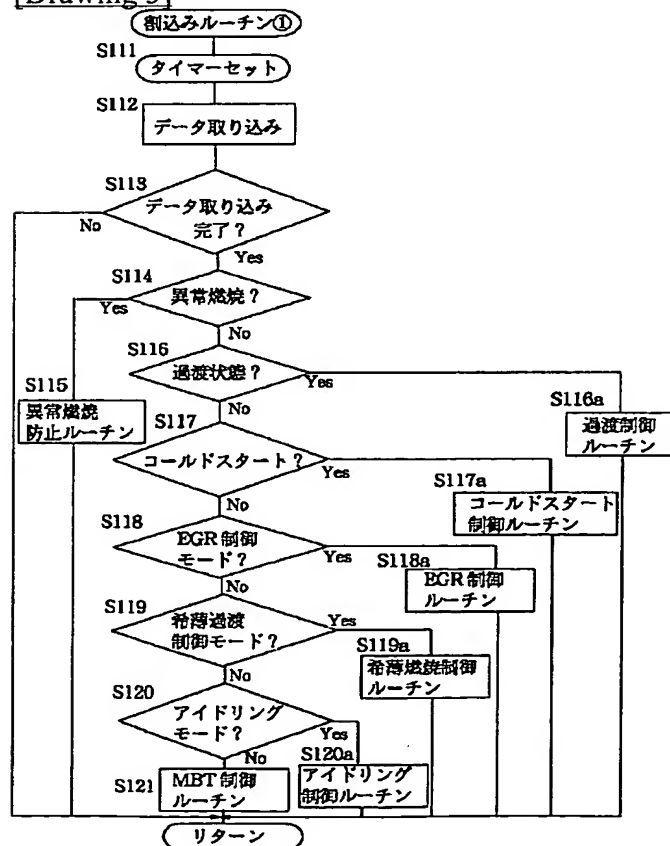 割込みルーチン①
S111
タイマーセット
S112
データ取り込み
S113
データ取り込み
完了？
No
Yes
S114
異常燃焼？
Yes
No
S116
過渡状態？
Yes
No
S115
異常燃焼
防止ルーチン
S116a
過渡制御
ルーチン
S117
コールドスタート？
Yes
No
S117a
コールドスタート
制御ルーチン
S118
EGR制御
モード？
Yes
No
S118a
EGR制御
ルーチン
S119
希薄過渡
制御モード？
Yes
No
S119a
希薄燃焼制御
ルーチン
S120
アイドリング
モード？
Yes
No
S120a
アイドリング
制御ルーチン
S121
MBT制御
ルーチン
リターン